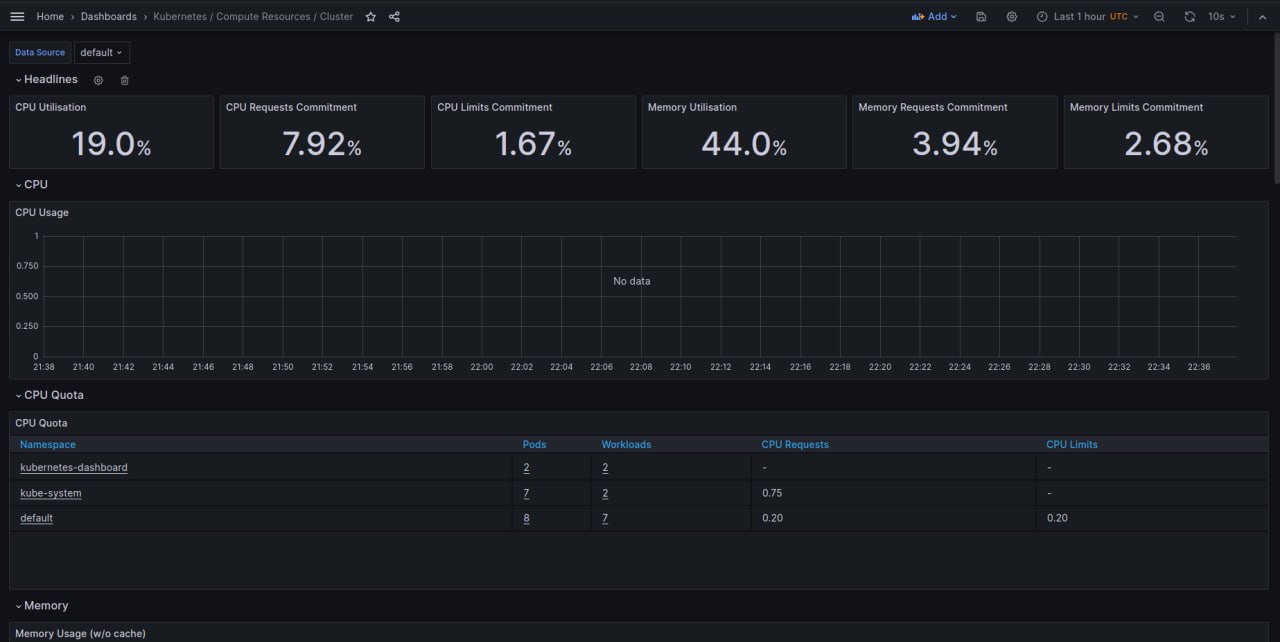 Home › Dashboards › Kubernetes / Compute Resources / Cluster Add Last 1 hour UTC 10s
Data Source default
Headlines
CPU Utilisation CPU Requests Commitment CPU Limits Commitment Memory Utilisation Memory Requests Commitment Memory Limits Commitment
19.0% 7.92% 1.67% 44.0% 3.94% 2.68%
CPU
CPU Usage
1
0.750
No data
0.500
0.250
0
21:38 21:40 21:42 21:44 21:46 21:48 21:50 21:52 21:54 21:56 21:58 22:00 22:02 22:04 22:06 22:08 22:10 22:12 22:14 22:16 22:18 22:20 22:22 22:24 22:26 22:28 22:30 22:32 22:34 22:36
CPU Quota
CPU Quota
Namespace Pods Workloads CPU Requests CPU Limits
kubernetes-dashboard 2 2 - -
kube-system 7 2 0.75 -
default 8 7 0.20 0.20
Memory
Memory Usage (w/o cache)